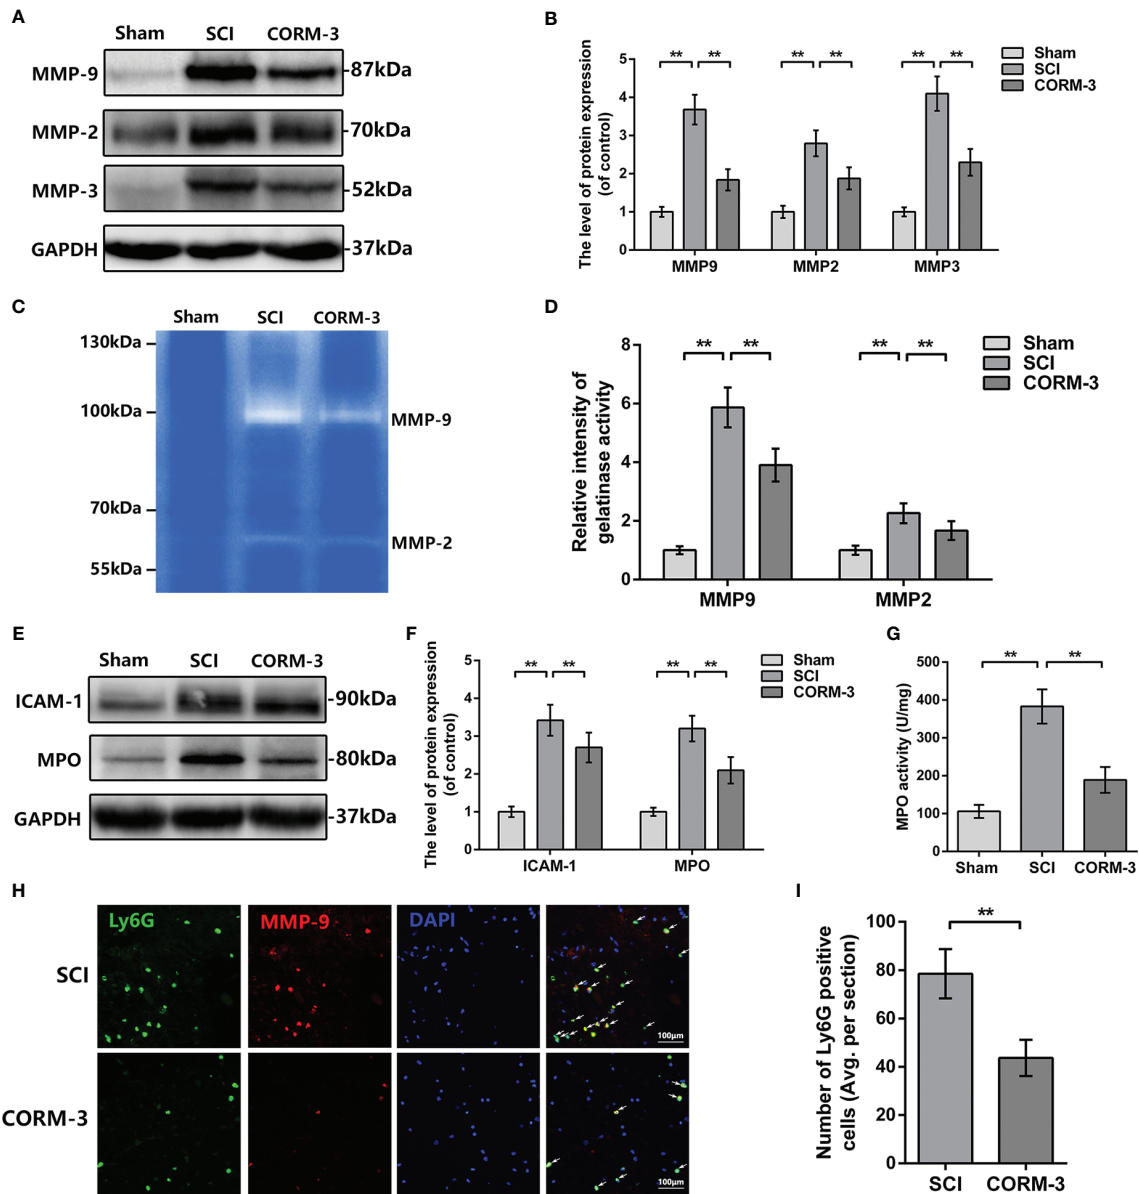 A
Sham SCI CORM-3
MMP-9 -87kDa
MMP-2 -70kDa
MMP-3 -52kDa
GAPDH -37kDa
B
The level of protein expression
(of control)
5
4
3
2
1
0
** ** ** ** ** **
MMP9 MMP2 MMP3
Sham
SCI
CORM-3
C
Sham SCI CORM-3
130kDa
100kDa
MMP-9
70kDa
MMP-2
55kDa
D
Relative intensity of
gelatinase activity
8
6
4
2
0
** ** ** **
MMP9 MMP2
Sham
SCI
CORM-3
E
Sham SCI CORM-3
ICAM-1 -90kDa
MPO -80kDa
GAPDH -37kDa
F
The level of protein expression
(of control)
5
4
3
2
1
0
** ** ** **
ICAM-1 MPO
Sham
SCI
CORM-3
G
MPO activity (U/mg)
500
400
300
200
100
0
** **
Sham SCI CORM-3
H
Ly6G MMP-9 DAPI
SCI
100μm
CORM-3
100μm
I
Number of Ly6G positive
cells (Avg. per section)
100
80
60
40
20
0
**
SCI CORM-3